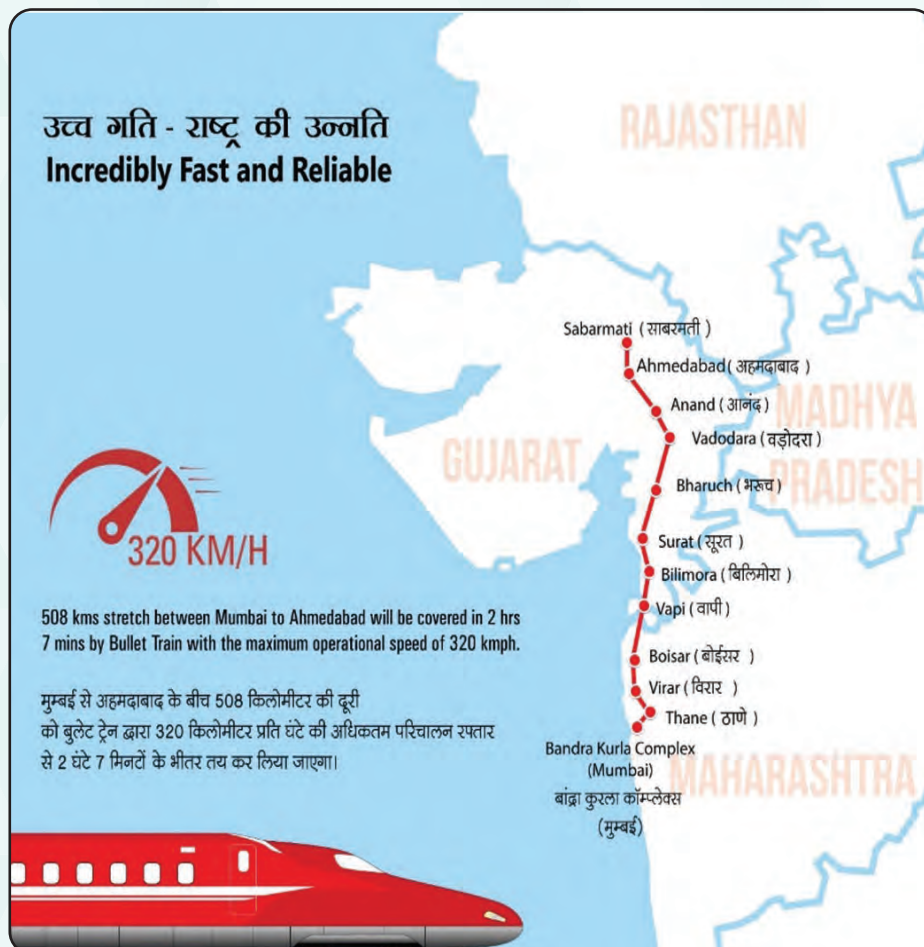 उच्च गति - राष्ट्र की उन्नति
Incredibly Fast and Reliable
RAJASTHAN
Sabarmati (साबरमती )
Ahmedabad( अहमदाबाद )
Anand ( आनंद )
MADHYA
PRADESH
Vadodara (वड़ोदरा )
GUJARAT
Bharuch (भरूच )
320 KM/H
Surat (सूरत )
Bilimora (बिलिमोरा )
Vapi ( वापी )
508 kms stretch between Mumbai to Ahmedabad will be covered in 2 hrs
7 mins by Bullet Train with the maximum operational speed of 320 kmph.
Boisar ( बोईसर )
Virar ( विरार )
Thane ( ठाणे )
Bandra Kurla Complex
(Mumbai)
बांद्रा कुरला कॉम्प्लेक्स
(मुम्बई)
MAHARASHTRA
मुम्बई से अहमदाबाद के बीच 508 किलोमीटर की दूरी
को बुलेट ट्रेन द्वारा 320 किलोमीटर प्रति घंटे की अधिकतम परिचालन रफ्तार
से 2 घंटे 7 मिनटों के भीतर तय कर लिया जाएगा।